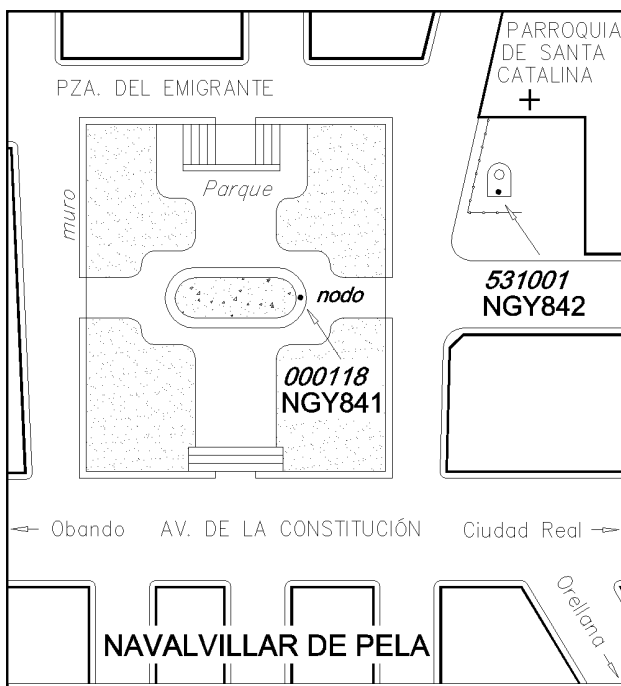 PARROQUIA
DE SANTA
CATALINA
PZA. DEL EMIGRANTE
muro
Parque
nodo
531001
NGY842
000118
NGY841
← Obando
AV. DE LA CONSTITUCIÓN
Ciudad Real →
Orellana
NAVALVILLAR DE PELA